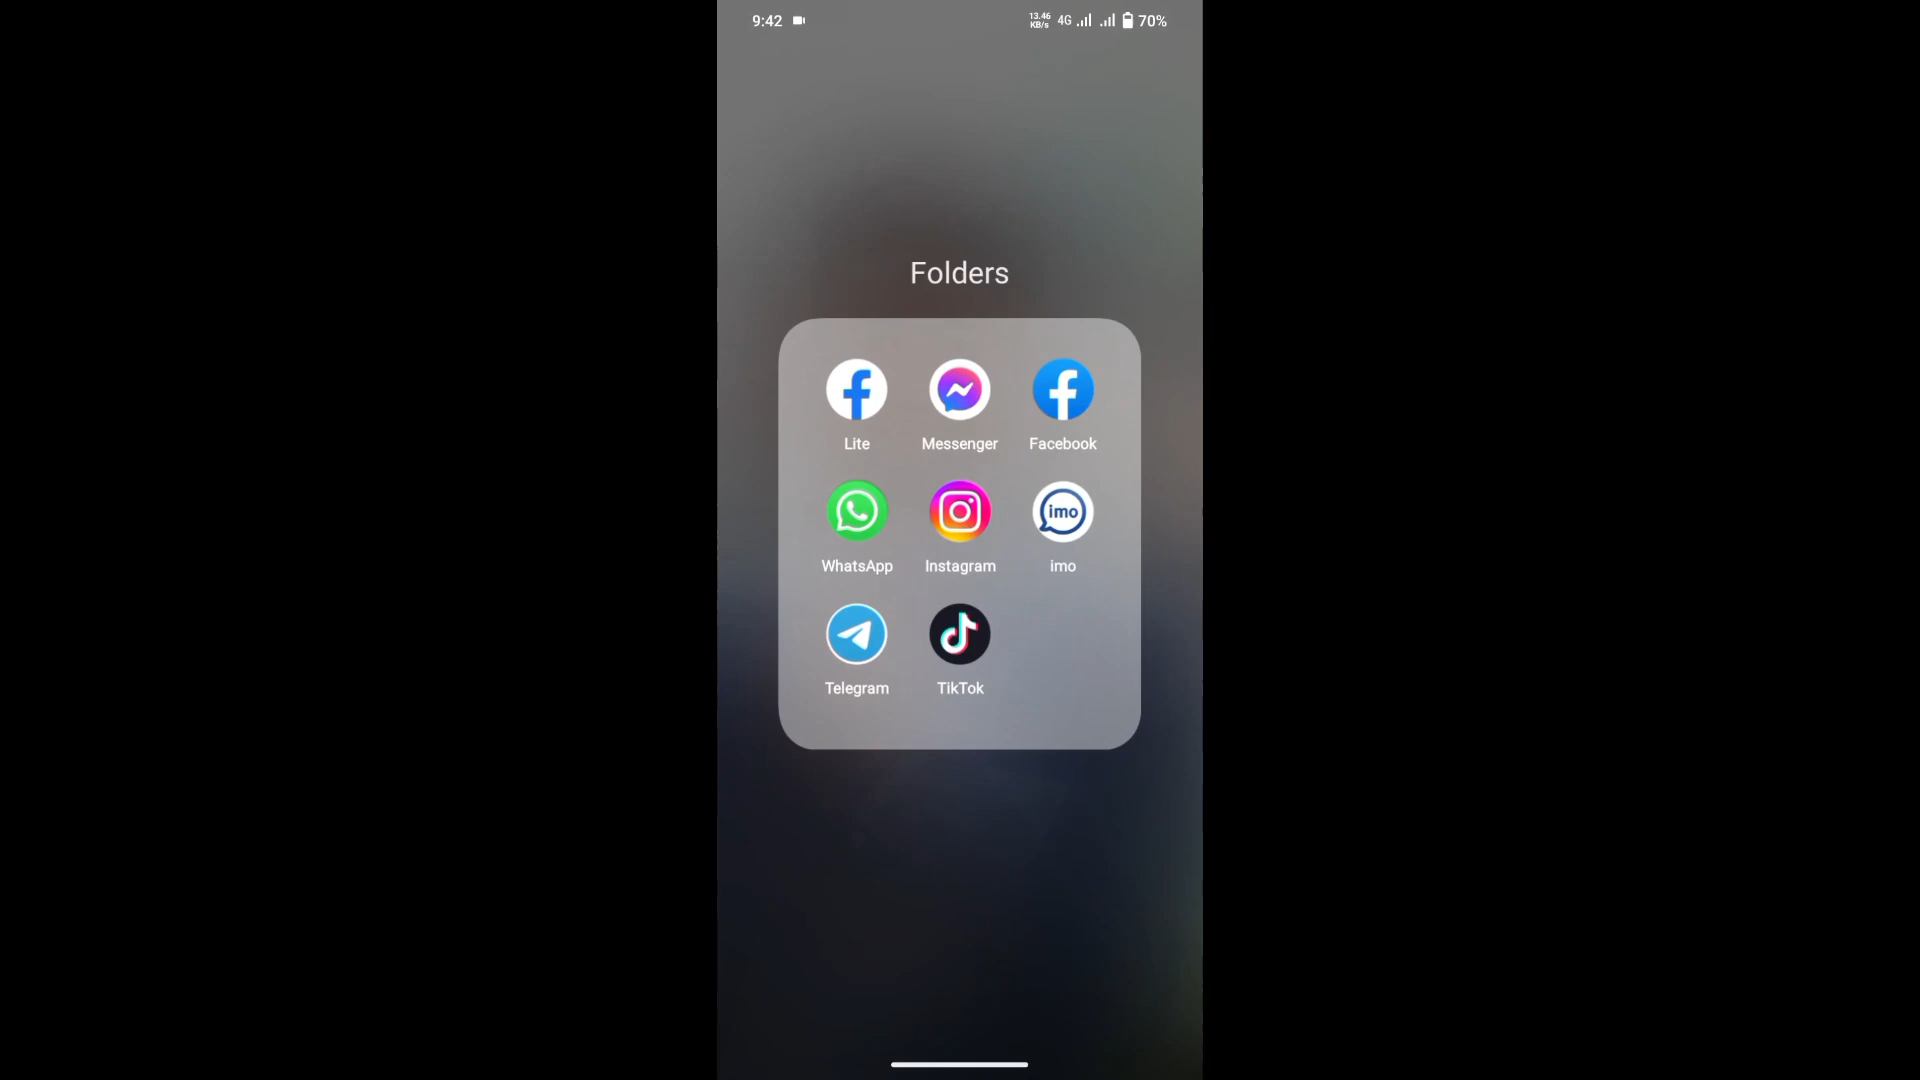 9:42
13.46 KB/s 4G 70%
Folders
Lite Messenger Facebook
imo
WhatsApp Instagram imo
Telegram TikTok